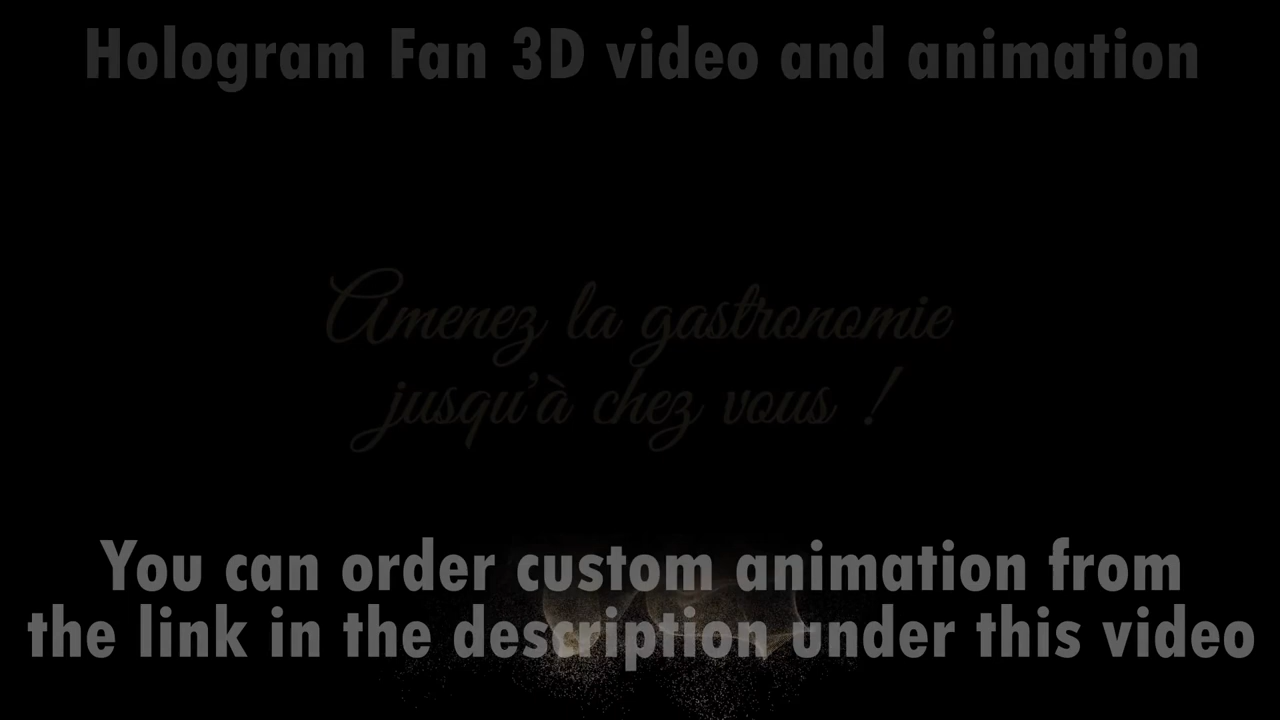 Hologram Fan 3D video and animation
Amenez la gastronomie
jusqu'à chez vous !
You can order custom animation from
the link in the description under this video